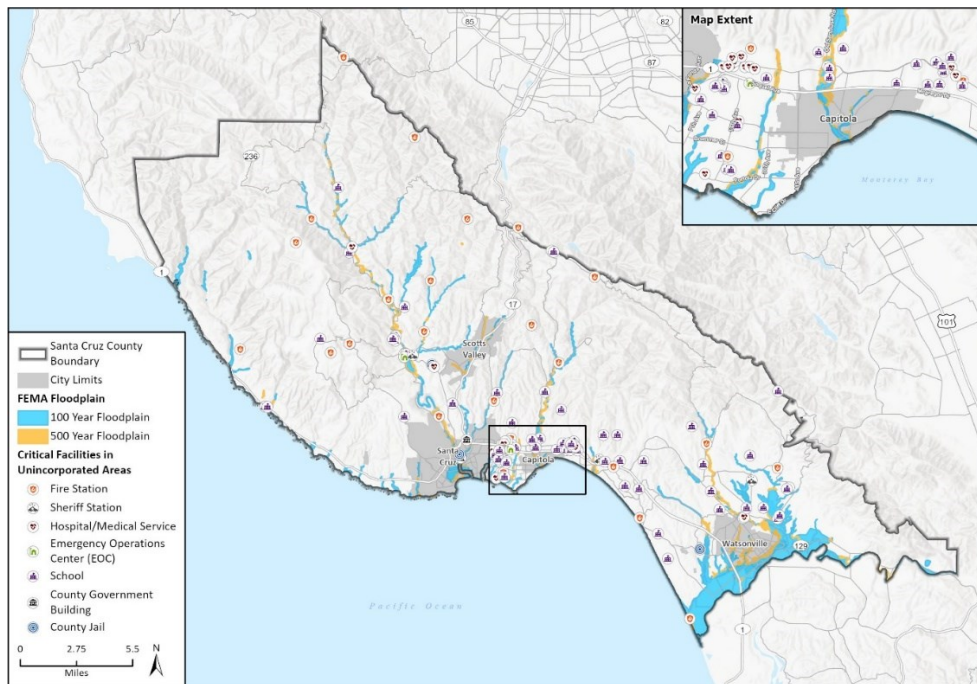 85
82
87
236
1
17
101
Scotts
Valley
Santa
Cruz
Capitola
Watsonville
129
1
Pacific Ocean
Map Extent
1
Capitola
Monterey Bay
Santa Cruz County
Boundary
City Limits
FEMA Floodplain
100 Year Floodplain
500 Year Floodplain
Critical Facilities in
Unincorporated Areas
Fire Station
Sheriff Station
Hospital/Medical Service
Emergency Operations
Center (EOC)
School
County Government
Building
County Jail
0 2.75 5.5
Miles
N